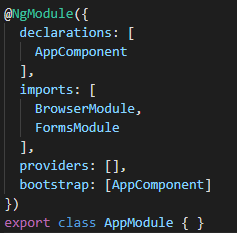 @NgModule({
  declarations: [
    AppComponent
  ],
  imports: [
    BrowserModule,
    FormsModule
  ],
  providers: [],
  bootstrap: [AppComponent]
})
export class AppModule { }